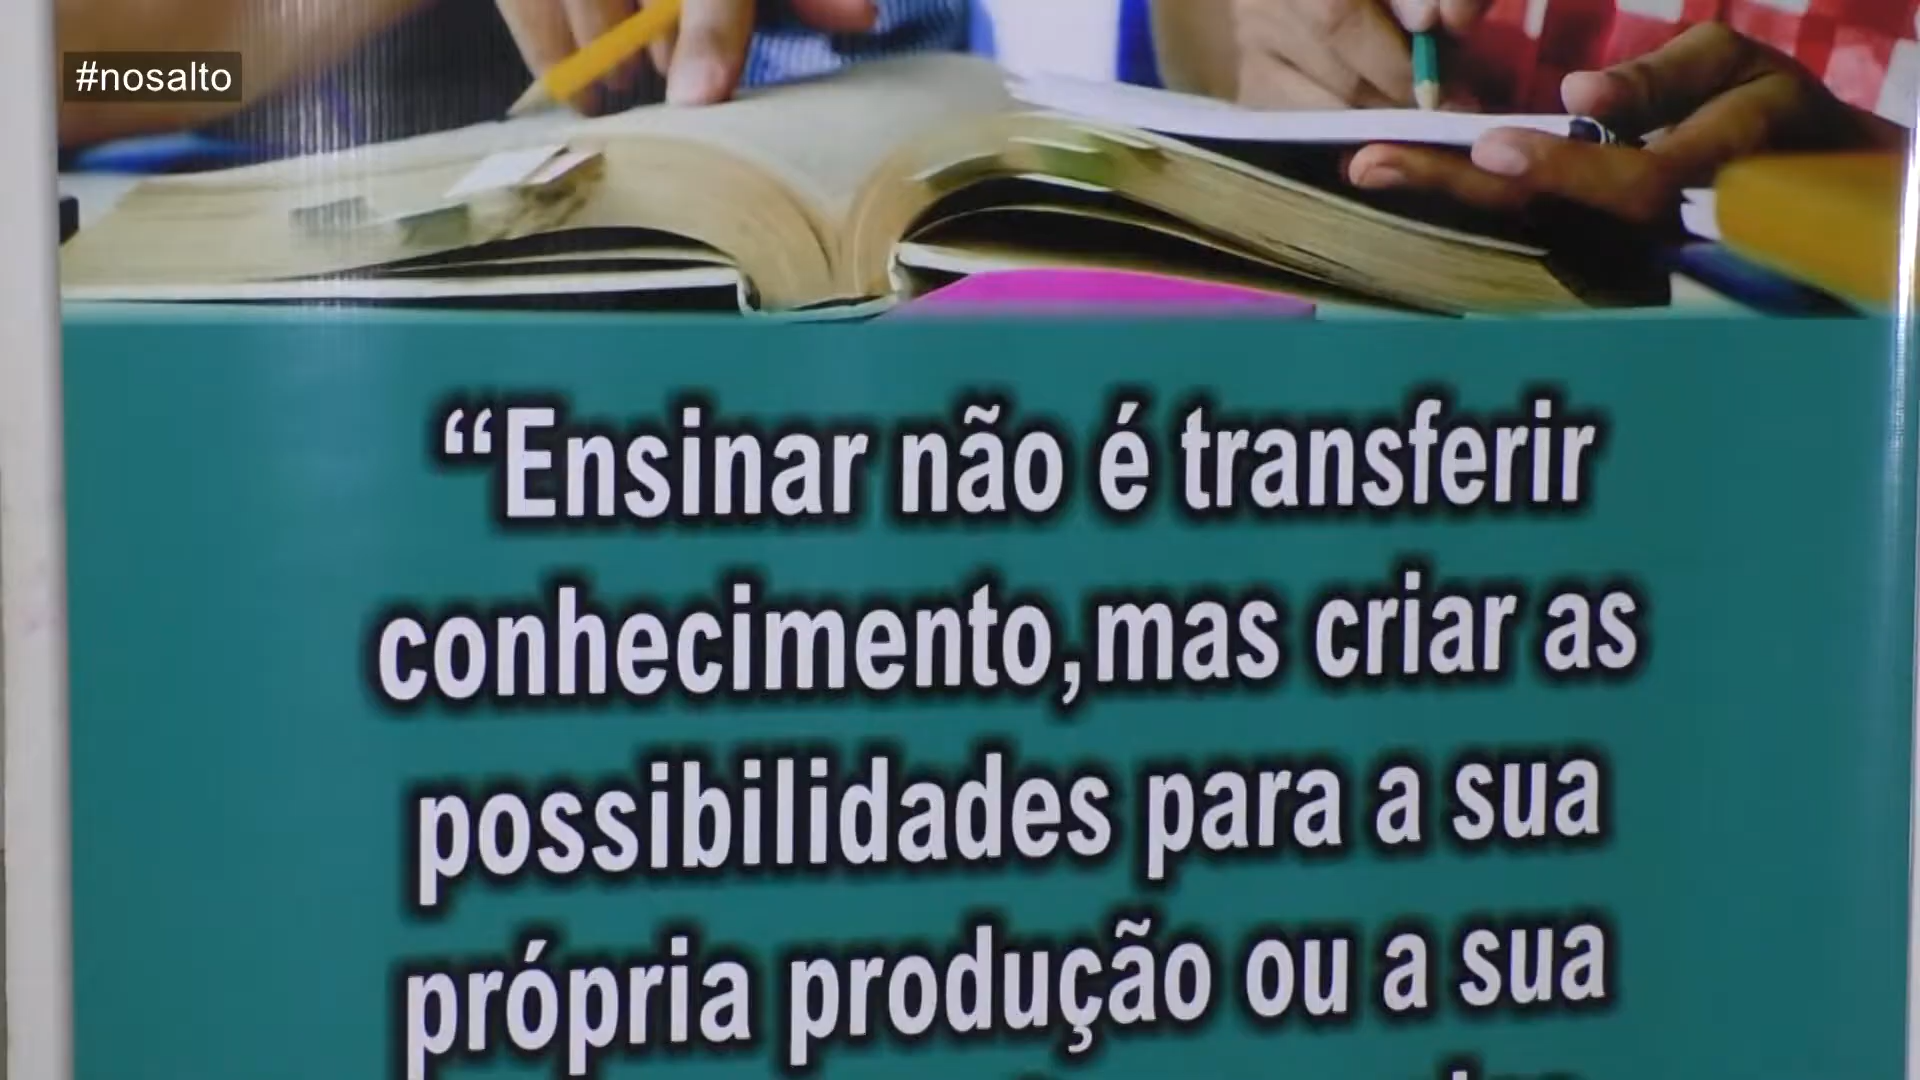 #nosalto
“Ensinar não é transferir
conhecimento,mas criar as
possibilidades para a sua
própria produção ou a sua